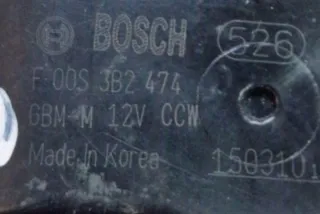 BOSCH 526
F 00S 3B2 474
GBM-M 12V CCW
Made In Korea 150310